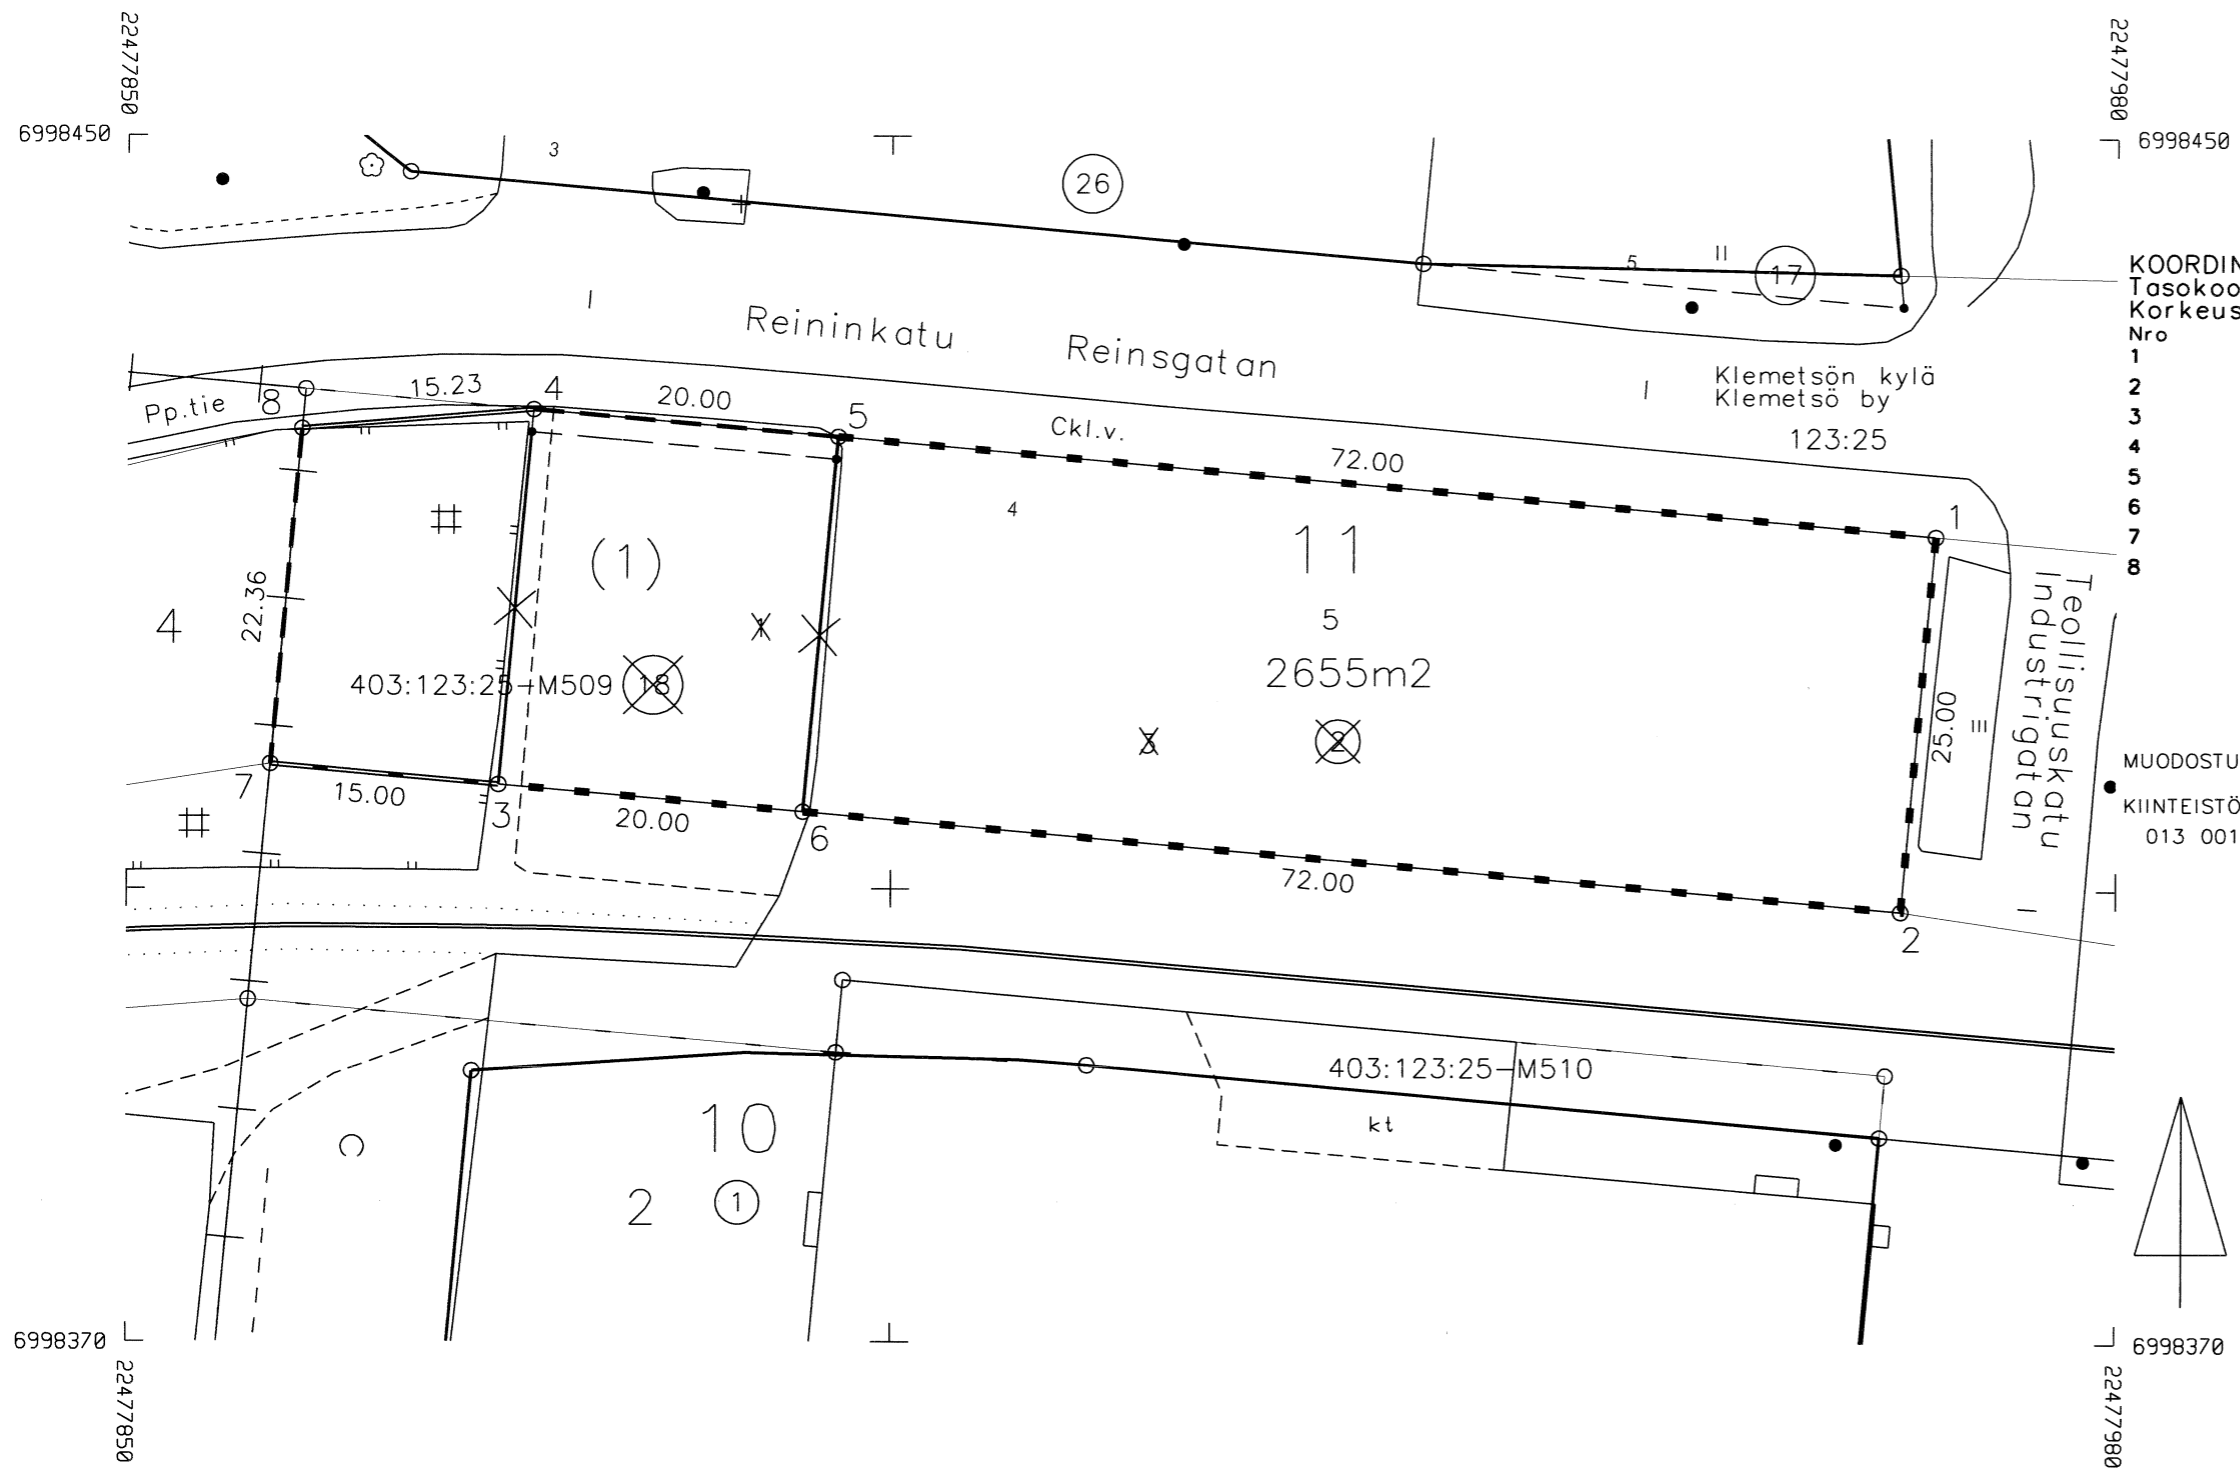 22477850
22477980
6998450
6998450
3
26
5
II
17
KOORDIN
Tasokoo
Korkeus
Nro
1
2
3
4
5
6
7
8
I
Reininkatu
Reinsgatan
I
Klemetsön kylä
Klemetsö by
123:25
Pp.tie
8
15.23
4
20.00
5
Ckl.v.
72.00
1
4
(1)
11
5
2655m2
4
22.36
1
403:123:25-M509
18
2
25.00
III
Teollisuuskatu
Industrigatan
7
15.00
3
20.00
6
72.00
2
I
MUODOSTU
KIINTEISTÖ
013 001
403:123:25-M510
kt
10
2
1
6998370
6998370
22477850
22477980